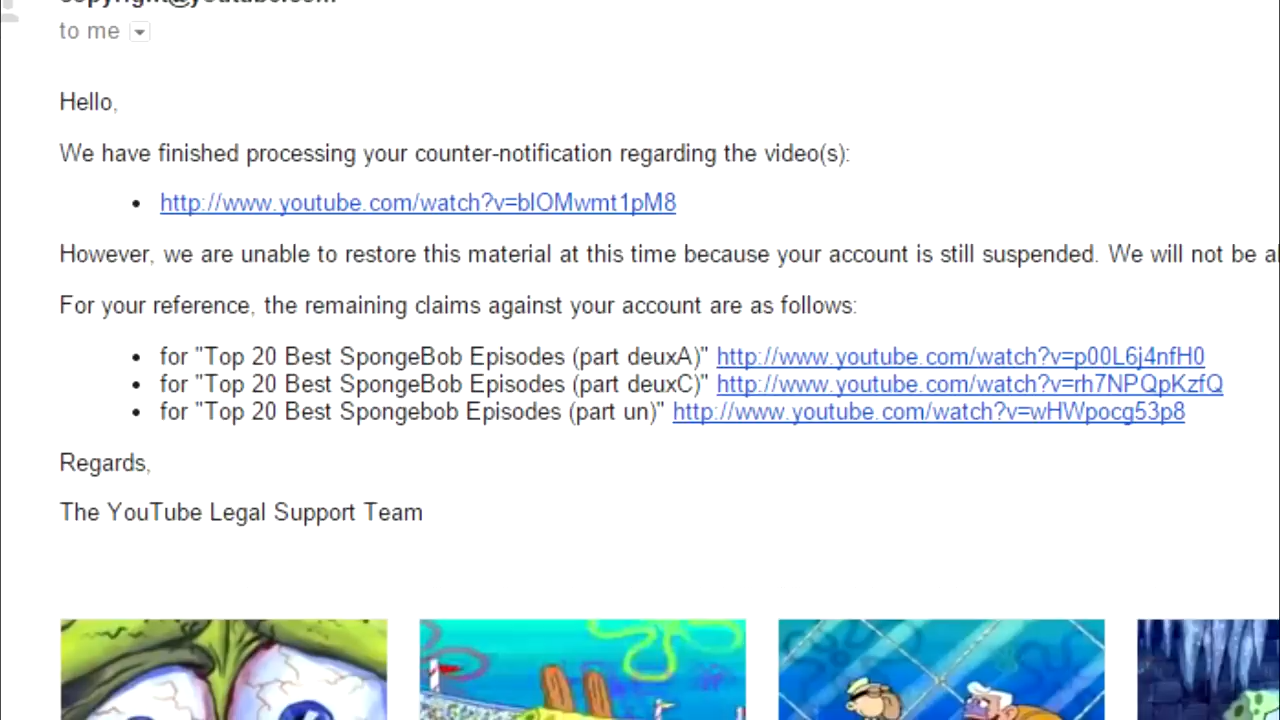 copyright@youtube.com
to me
Hello,
We have finished processing your counter-notification regarding the video(s):
http://www.youtube.com/watch?v=blOMwmt1pM8
However, we are unable to restore this material at this time because your account is still suspended. We will not be
For your reference, the remaining claims against your account are as follows:
for "Top 20 Best SpongeBob Episodes (part deuxA)" http://www.youtube.com/watch?v=p00L6j4nfH0
for "Top 20 Best SpongeBob Episodes (part deuxC)" http://www.youtube.com/watch?v=rh7NPQpKzfQ
for "Top 20 Best Spongebob Episodes (part un)" http://www.youtube.com/watch?v=wHWpocg53p8
Regards,
The YouTube Legal Support Team